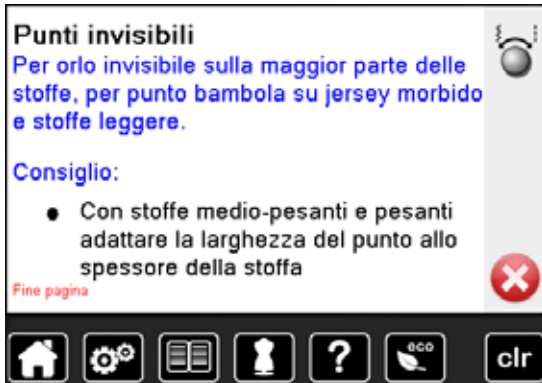 Punti invisibili
Per orlo invisibile sulla maggior parte delle
stoffe, per punto bambola su jersey morbido
e stoffe leggere.
Consiglio:
● Con stoffe medio-pesanti e pesanti
adattare la larghezza del punto allo
spessore della stoffa
Fine pagina
? eco clr